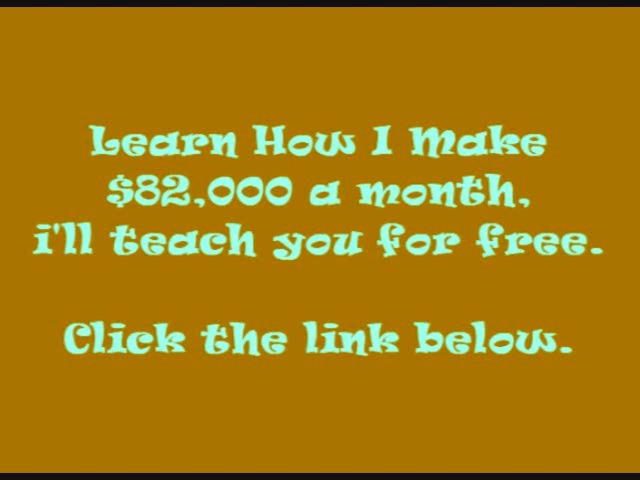 Learn How I Make
$82,000 a month,
i'll teach you for free.
Click the link below.